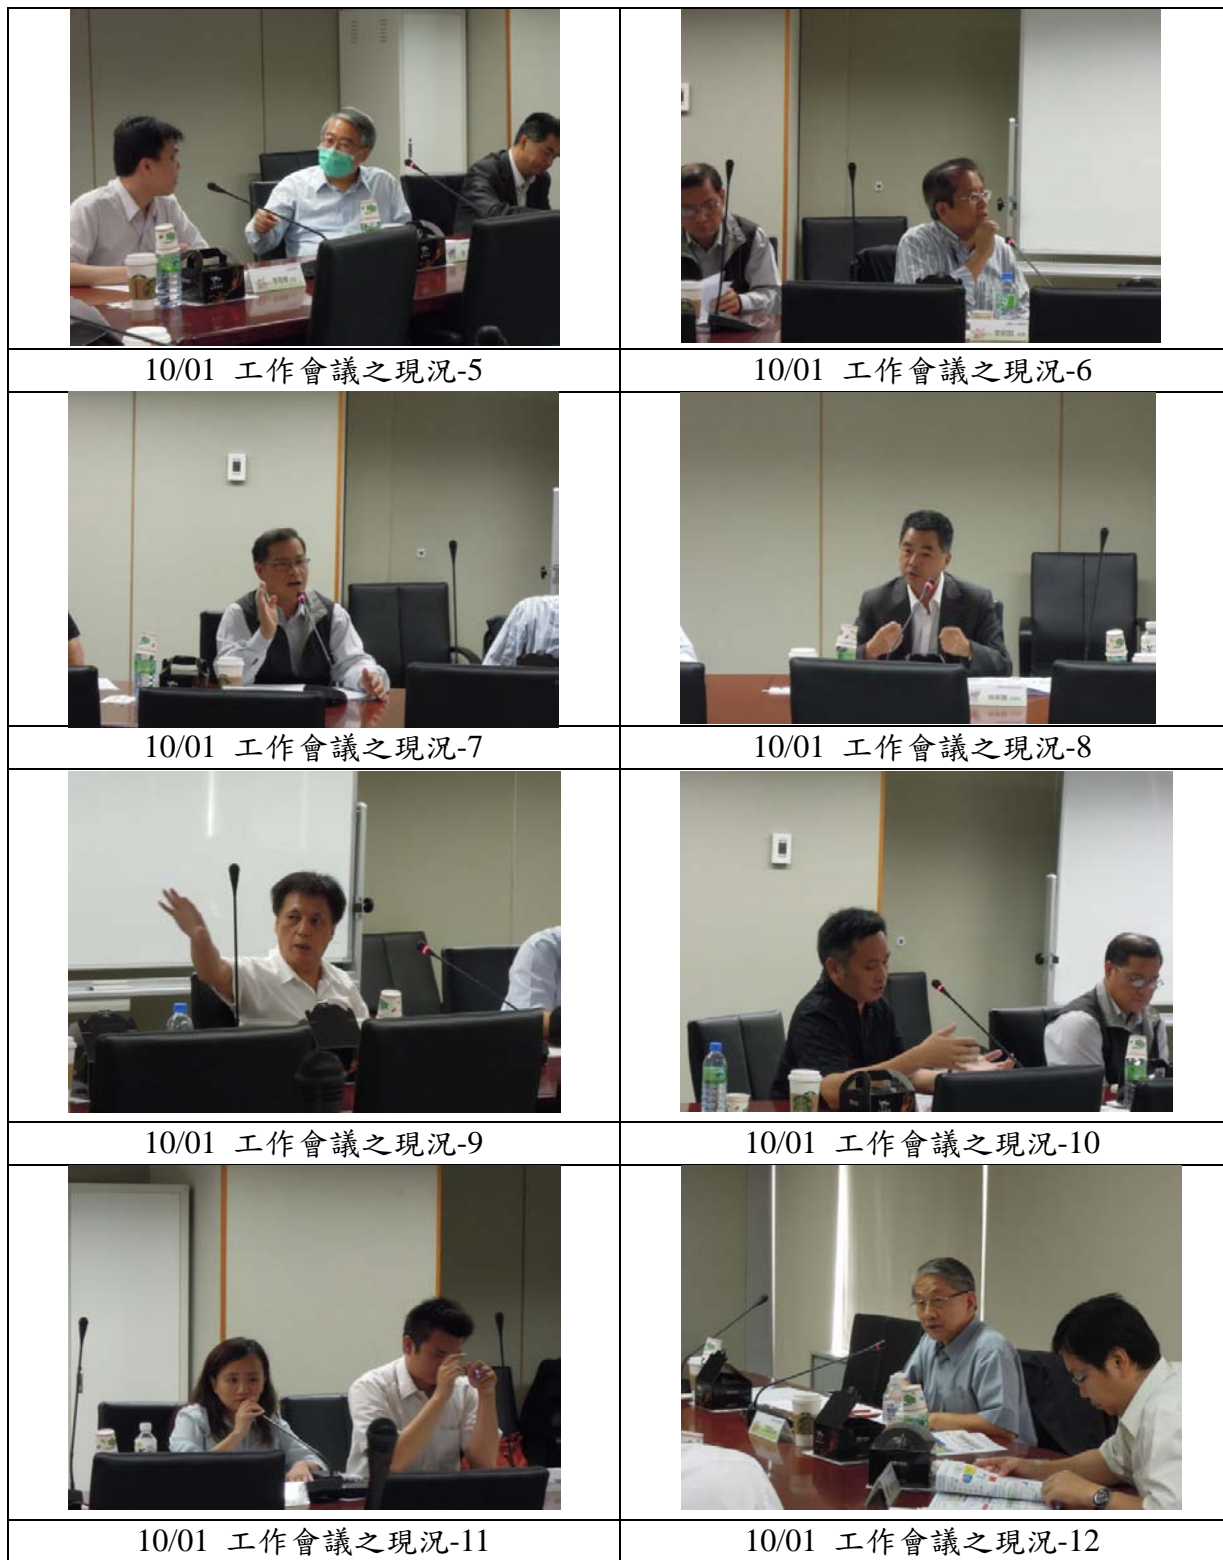 10/01 工作會議之現況-5
10/01 工作會議之現況-6
10/01 工作會議之現況-7
10/01 工作會議之現況-8
10/01 工作會議之現況-9
10/01 工作會議之現況-10
10/01 工作會議之現況-11
10/01 工作會議之現況-12